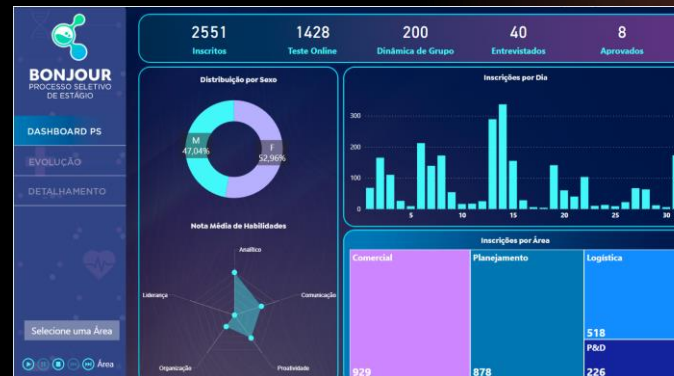 BONJOUR
PROCESSO SELETIVO
DE ESTÁGIO
DASHBOARD PS
EVOLUÇÃO
DETALHAMENTO
Selecione uma Área
Área
2551
Inscritos
1428
Teste Online
200
Dinâmica de Grupo
40
Entrevistados
8
Aprovados
Distribuição por Sexo
M
47,04%
F
52,96%
Nota Média de Habilidades
Analítico
Comunicação
Proatividade
Organização
Liderança
Inscrições por Dia
300
200
100
0
5
10
15
20
25
30
Inscrições por Área
Comercial
929
Planejamento
878
Logística
518
P&D
226